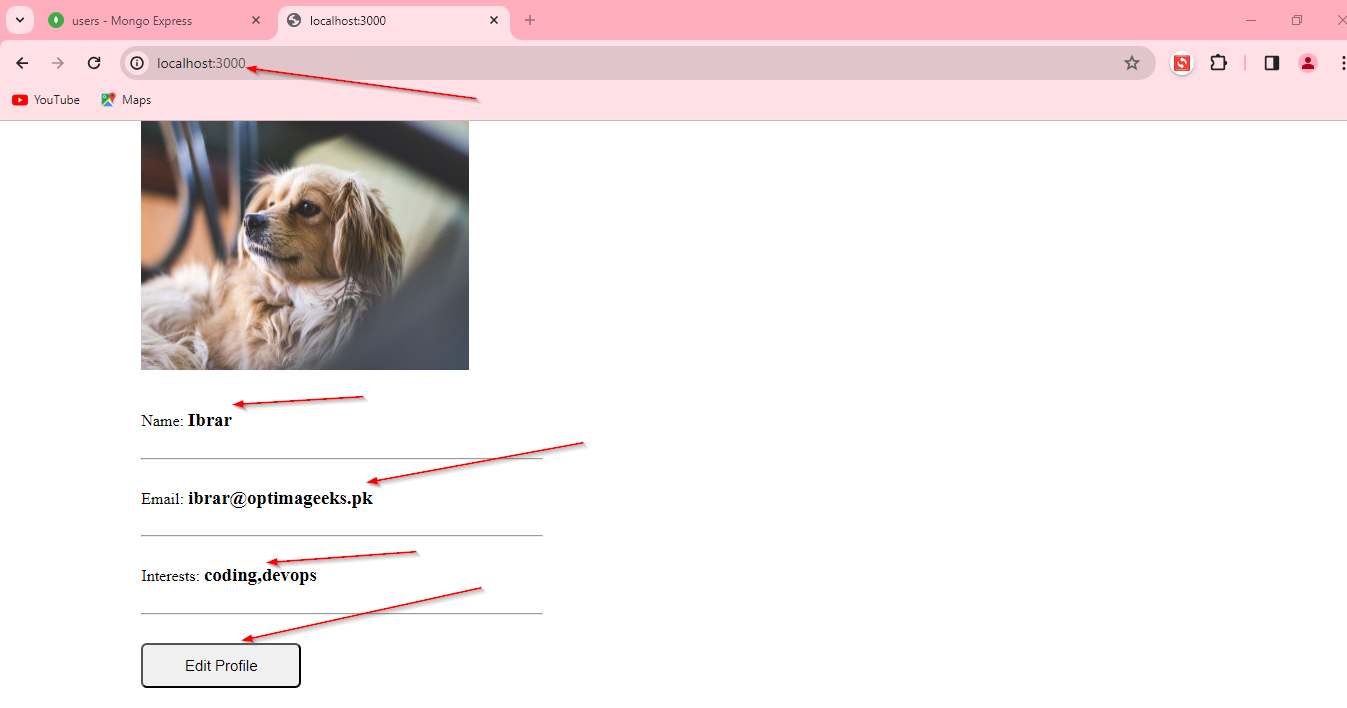 users - Mongo Express
localhost:3000
localhost:3000
YouTube
Maps
Name: Ibrar
Email: ibrar@optimageeks.pk
Interests: coding,devops
Edit Profile